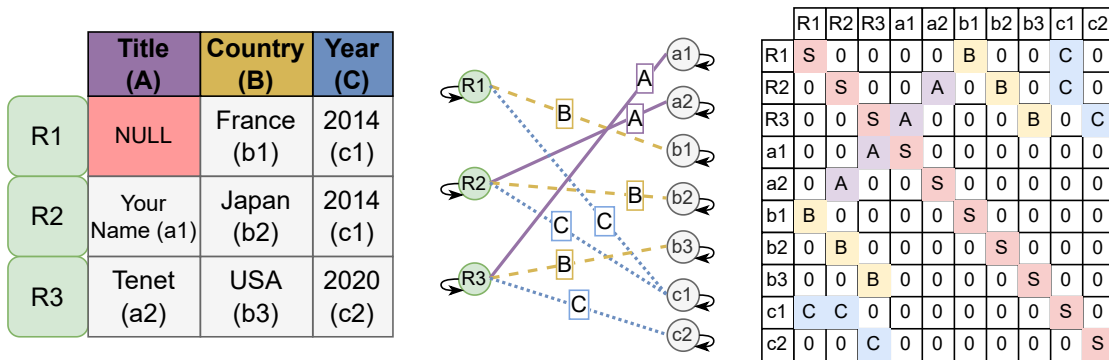 Title (A) Country (B) Year (C)
R1 NULL France (b1) 2014 (c1)
R2 Your Name (a1) Japan (b2) 2014 (c1)
R3 Tenet (a2) USA (b3) 2020 (c2)
R1
R2
R3
A
A
B
B
C
C
B
C
a1
a2
b1
b2
b3
c1
c2
R1 R2 R3 a1 a2 b1 b2 b3 c1 c2
R1 S 0 0 0 0 B 0 0 C 0
R2 0 S 0 0 A 0 B 0 C 0
R3 0 0 S A 0 0 0 B 0 C
a1 0 0 A S 0 0 0 0 0 0
a2 0 A 0 0 S 0 0 0 0 0
b1 B 0 0 0 0 S 0 0 0 0
b2 0 B 0 0 0 0 S 0 0 0
b3 0 0 B 0 0 0 0 S 0 0
c1 C C 0 0 0 0 0 0 S 0
c2 0 0 C 0 0 0 0 0 0 S